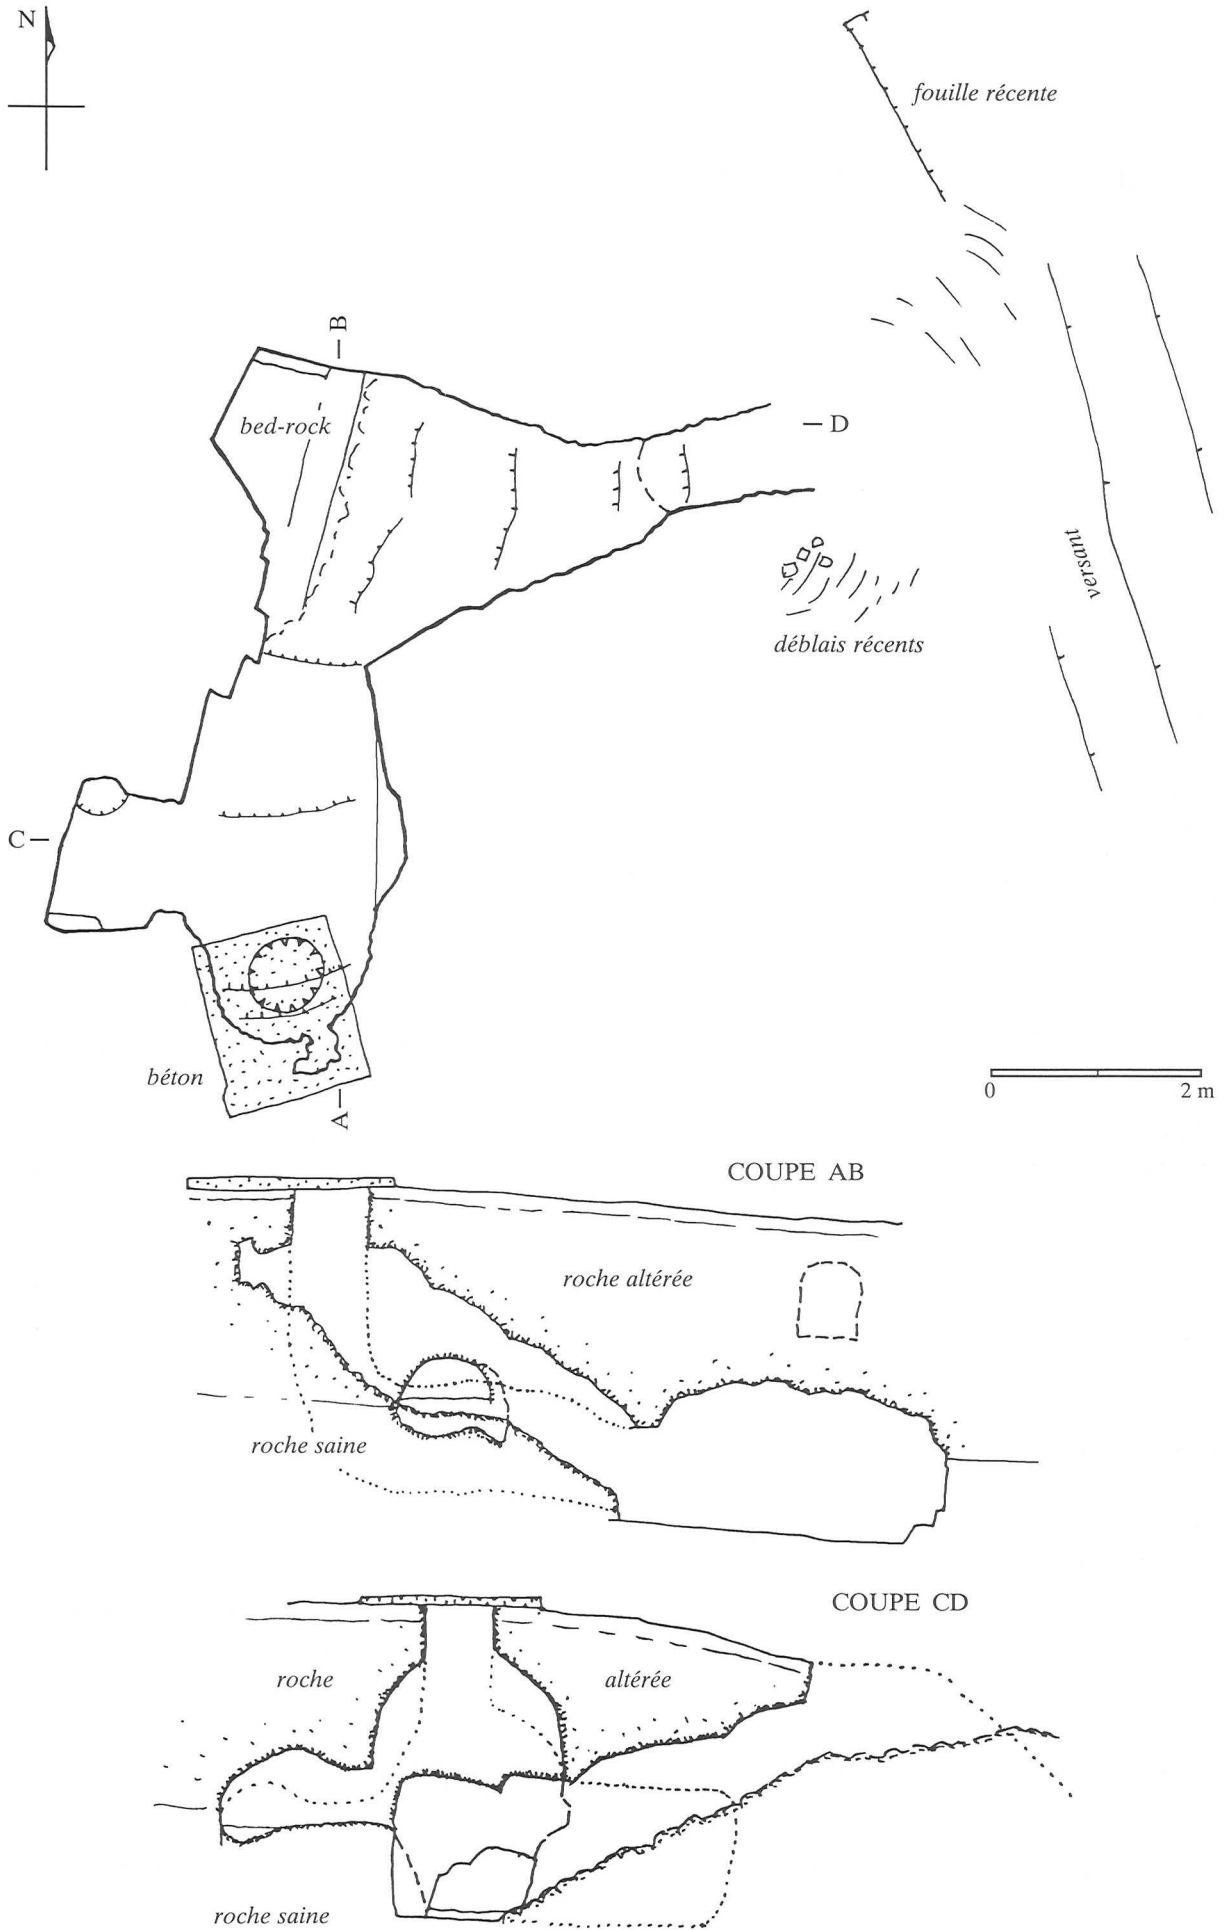 N
fouille récente
B
bed-rock
D
versant
déblais récents
C
béton
A
0 2 m
COUPE AB
roche altérée
roche saine
COUPE CD
roche altérée
roche saine